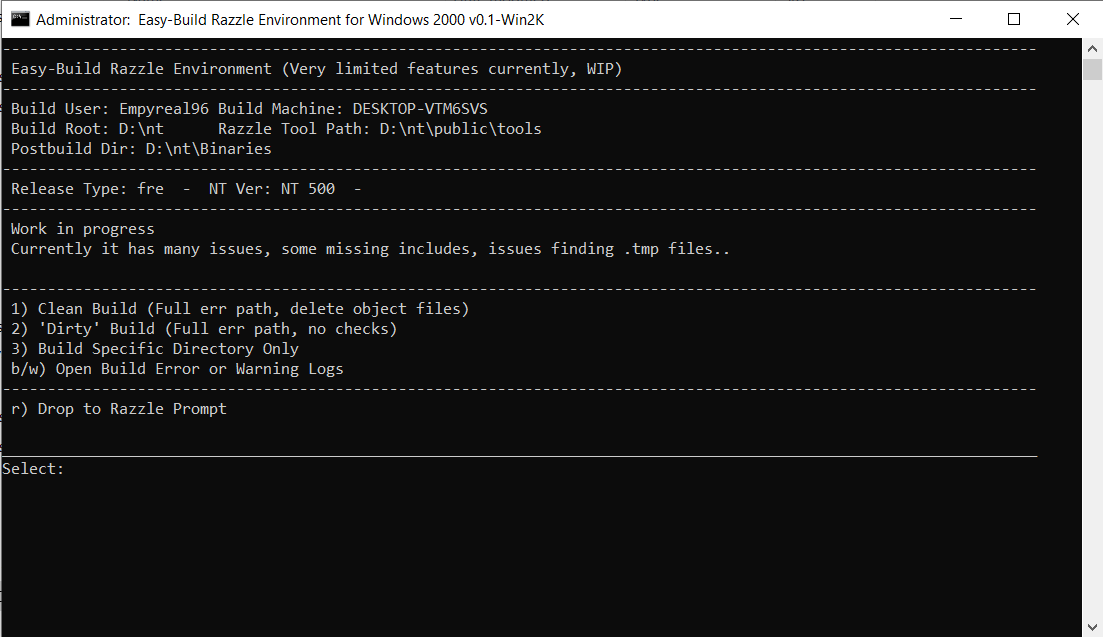 Administrator:  Easy-Build Razzle Environment for Windows 2000 v0.1-Win2K
-------------------------------------------------------------------------------------------------------------------
Easy-Build Razzle Environment (Very limited features currently, WIP)
-------------------------------------------------------------------------------------------------------------------
Build User: Empyreal96 Build Machine: DESKTOP-VTM6SVS
Build Root: D:\nt      Razzle Tool Path: D:\nt\public\tools
Postbuild Dir: D:\nt\Binaries
-------------------------------------------------------------------------------------------------------------------
Release Type: fre  -  NT Ver: NT 500  -
-------------------------------------------------------------------------------------------------------------------
Work in progress
Currently it has many issues, some missing includes, issues finding .tmp files..
-------------------------------------------------------------------------------------------------------------------
1) Clean Build (Full err path, delete object files)
2) 'Dirty' Build (Full err path, no checks)
3) Build Specific Directory Only
b/w) Open Build Error or Warning Logs
-------------------------------------------------------------------------------------------------------------------
r) Drop to Razzle Prompt
___________________________________________________________________________________________________________________
Select: